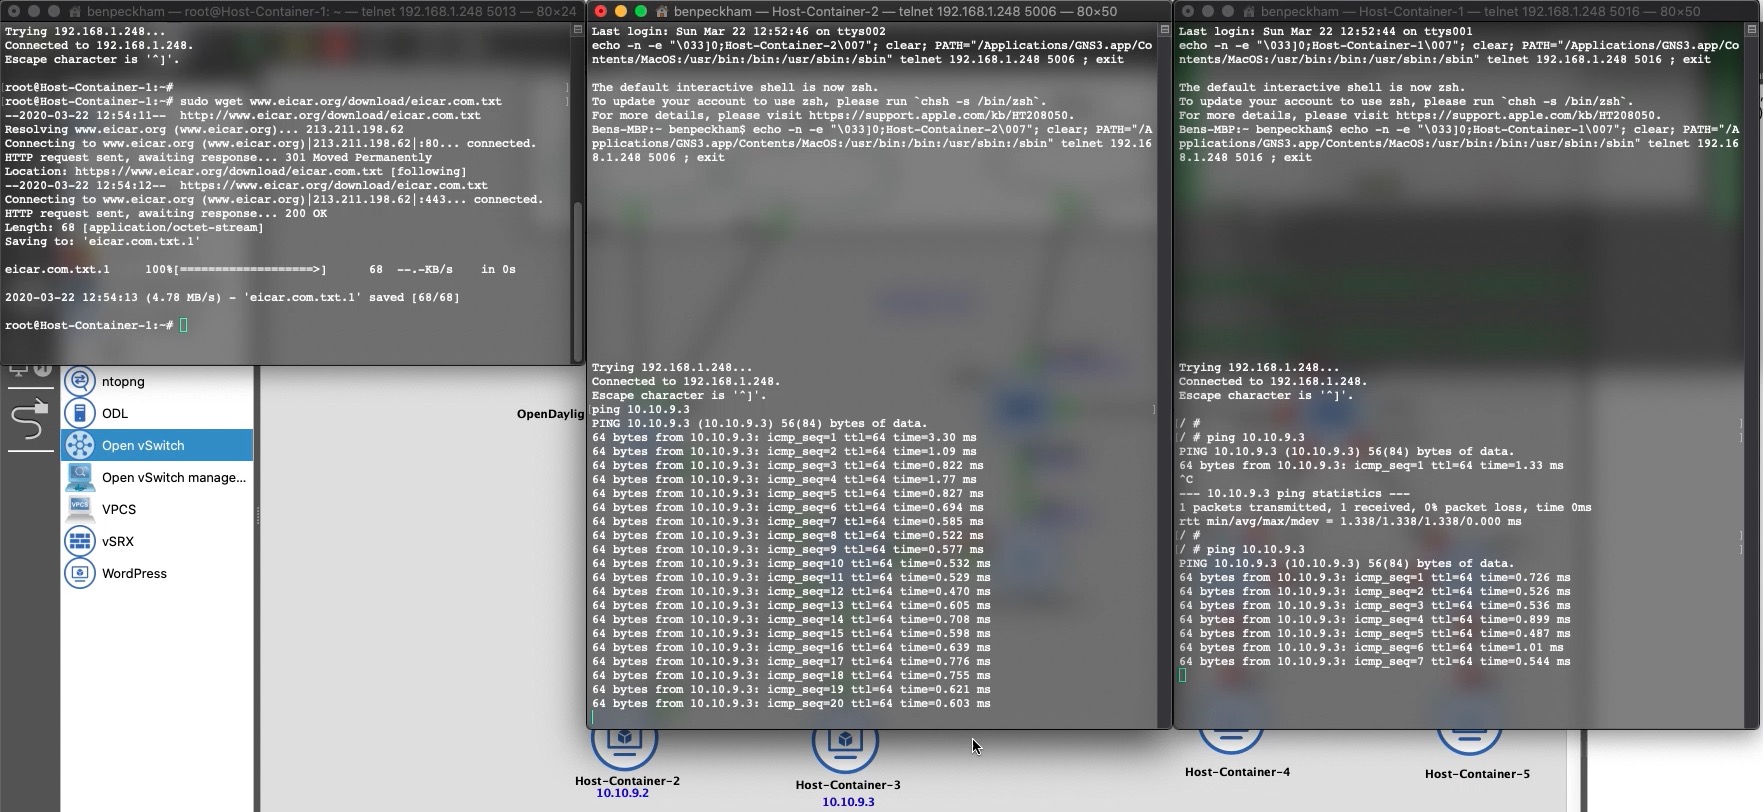 benpeckham — root@Host-Container-1: ~ — telnet 192.168.1.248 5013 — 80×24
Trying 192.168.1.248...
Connected to 192.168.1.248.
Escape character is '^]'.
root@Host-Container-1:~#
root@Host-Container-1:~# sudo wget www.eicar.org/download/eicar.com.txt
--2020-03-22 12:54:11--  http://www.eicar.org/download/eicar.com.txt
Resolving www.eicar.org (www.eicar.org)... 213.211.198.62
Connecting to www.eicar.org (www.eicar.org)|213.211.198.62|:80... connected.
HTTP request sent, awaiting response... 301 Moved Permanently
Location: https://www.eicar.org/download/eicar.com.txt [following]
--2020-03-22 12:54:12--  https://www.eicar.org/download/eicar.com.txt
Connecting to www.eicar.org (www.eicar.org)|213.211.198.62|:443... connected.
HTTP request sent, awaiting response... 200 OK
Length: 68 [application/octet-stream]
Saving to: 'eicar.com.txt.1'
eicar.com.txt.1     100%[===================>]      68  --.-KB/s    in 0s
2020-03-22 12:54:13 (4.78 MB/s) - 'eicar.com.txt.1' saved [68/68]
root@Host-Container-1:~#
benpeckham — Host-Container-2 — telnet 192.168.1.248 5006 — 80×50
Last login: Sun Mar 22 12:52:46 on ttys002
echo -n -e "\033]0;Host-Container-2\007"; clear; PATH="/Applications/GNS3.app/Co
ntents/MacOS:/usr/bin:/bin:/usr/sbin:/sbin" telnet 192.168.1.248 5006 ; exit
The default interactive shell is now zsh.
To update your account to use zsh, please run `chsh -s /bin/zsh`.
For more details, please visit https://support.apple.com/kb/HT208050.
Bens-MBP:~ benpeckham$ echo -n -e "\033]0;Host-Container-2\007"; clear; PATH="/A
pplications/GNS3.app/Contents/MacOS:/usr/bin:/bin:/usr/sbin:/sbin" telnet 192.16
8.1.248 5006 ; exit
Trying 192.168.1.248...
Connected to 192.168.1.248.
Escape character is '^]'.
ping 10.10.9.3
PING 10.10.9.3 (10.10.9.3) 56(84) bytes of data.
64 bytes from 10.10.9.3: icmp_seq=1 ttl=64 time=3.30 ms
64 bytes from 10.10.9.3: icmp_seq=2 ttl=64 time=1.09 ms
64 bytes from 10.10.9.3: icmp_seq=3 ttl=64 time=0.822 ms
64 bytes from 10.10.9.3: icmp_seq=4 ttl=64 time=1.77 ms
64 bytes from 10.10.9.3: icmp_seq=5 ttl=64 time=0.827 ms
64 bytes from 10.10.9.3: icmp_seq=6 ttl=64 time=0.694 ms
64 bytes from 10.10.9.3: icmp_seq=7 ttl=64 time=0.585 ms
64 bytes from 10.10.9.3: icmp_seq=8 ttl=64 time=0.522 ms
64 bytes from 10.10.9.3: icmp_seq=9 ttl=64 time=0.577 ms
64 bytes from 10.10.9.3: icmp_seq=10 ttl=64 time=0.532 ms
64 bytes from 10.10.9.3: icmp_seq=11 ttl=64 time=0.529 ms
64 bytes from 10.10.9.3: icmp_seq=12 ttl=64 time=0.470 ms
64 bytes from 10.10.9.3: icmp_seq=13 ttl=64 time=0.605 ms
64 bytes from 10.10.9.3: icmp_seq=14 ttl=64 time=0.708 ms
64 bytes from 10.10.9.3: icmp_seq=15 ttl=64 time=0.598 ms
64 bytes from 10.10.9.3: icmp_seq=16 ttl=64 time=0.639 ms
64 bytes from 10.10.9.3: icmp_seq=17 ttl=64 time=0.776 ms
64 bytes from 10.10.9.3: icmp_seq=18 ttl=64 time=0.755 ms
64 bytes from 10.10.9.3: icmp_seq=19 ttl=64 time=0.621 ms
64 bytes from 10.10.9.3: icmp_seq=20 ttl=64 time=0.603 ms
benpeckham — Host-Container-1 — telnet 192.168.1.248 5016 — 80×50
Last login: Sun Mar 22 12:52:44 on ttys001
echo -n -e "\033]0;Host-Container-1\007"; clear; PATH="/Applications/GNS3.app/Co
ntents/MacOS:/usr/bin:/bin:/usr/sbin:/sbin" telnet 192.168.1.248 5016 ; exit
The default interactive shell is now zsh.
To update your account to use zsh, please run `chsh -s /bin/zsh`.
For more details, please visit https://support.apple.com/kb/HT208050.
Bens-MBP:~ benpeckham$ echo -n -e "\033]0;Host-Container-1\007"; clear; PATH="/A
pplications/GNS3.app/Contents/MacOS:/usr/bin:/bin:/usr/sbin:/sbin" telnet 192.16
8.1.248 5016 ; exit
Trying 192.168.1.248...
Connected to 192.168.1.248.
Escape character is '^]'.
/ #
/ # ping 10.10.9.3
PING 10.10.9.3 (10.10.9.3) 56(84) bytes of data.
64 bytes from 10.10.9.3: icmp_seq=1 ttl=64 time=1.33 ms
^C
--- 10.10.9.3 ping statistics ---
1 packets transmitted, 1 received, 0% packet loss, time 0ms
rtt min/avg/max/mdev = 1.338/1.338/1.338/0.000 ms
/ #
/ # ping 10.10.9.3
PING 10.10.9.3 (10.10.9.3) 56(84) bytes of data.
64 bytes from 10.10.9.3: icmp_seq=1 ttl=64 time=0.726 ms
64 bytes from 10.10.9.3: icmp_seq=2 ttl=64 time=0.526 ms
64 bytes from 10.10.9.3: icmp_seq=3 ttl=64 time=0.536 ms
64 bytes from 10.10.9.3: icmp_seq=4 ttl=64 time=0.899 ms
64 bytes from 10.10.9.3: icmp_seq=5 ttl=64 time=0.487 ms
64 bytes from 10.10.9.3: icmp_seq=6 ttl=64 time=1.01 ms
64 bytes from 10.10.9.3: icmp_seq=7 ttl=64 time=0.544 ms
ntopng
ODL
Open vSwitch
Open vSwitch manage...
VPCS
vSRX
WordPress
OpenDaylig
Host-Container-2
10.10.9.2
Host-Container-3
10.10.9.3
Host-Container-4
Host-Container-5